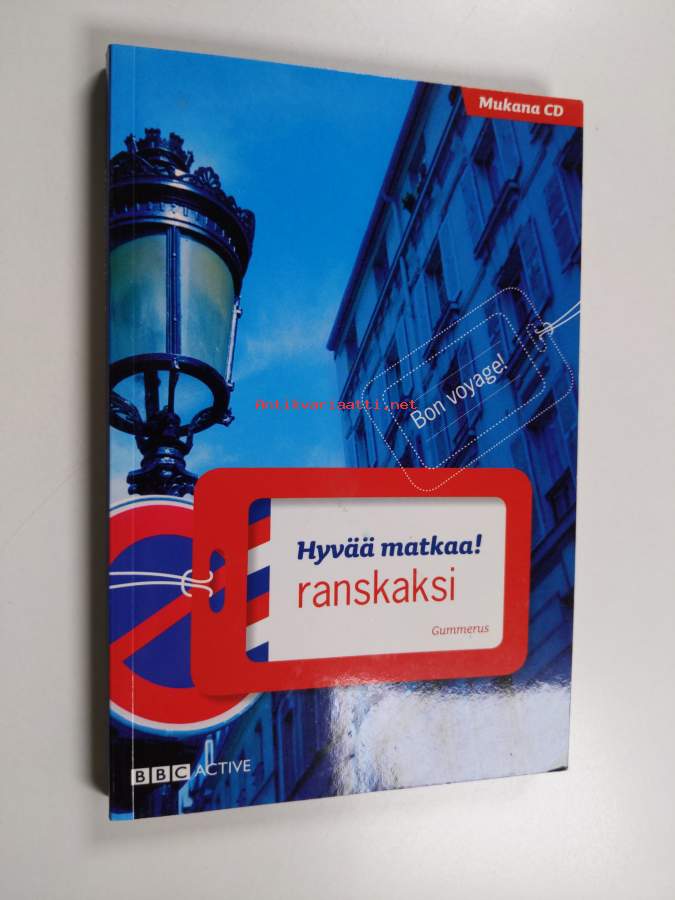 Mukana CD
Bon voyage!
Antikvariaatti.net
Hyvää matkaa!
ranskaksi
Gummerus
BBC ACTIVE